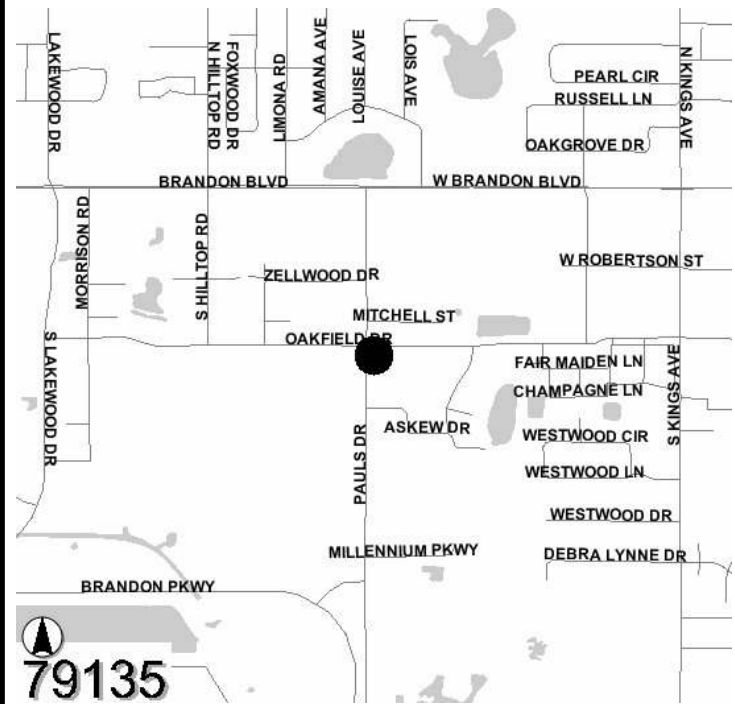 LAKEWOOD DR
N HILLTOP RD
FOXWOOD DR
LIMONA RD
AMANA AVE
LOUISE AVE
LOIS AVE
N KINGS AVE
PEARL CIR
RUSSELL LN
OAKGROVE DR
BRANDON BLVD
W BRANDON BLVD
MORRISON RD
S HILLTOP RD
ZELLWOOD DR
W ROBERTSON ST
MITCHELL ST
OAKFIELD DR
S LAKEWOOD DR
FAIR MAIDEN LN
CHAMPAGNE LN
S KINGS AVE
ASKEW DR
WESTWOOD CIR
PAULS DR
WESTWOOD LN
WESTWOOD DR
MILLENNIUM PKWY
DEBRA LYNNE DR
BRANDON PKWY
79135